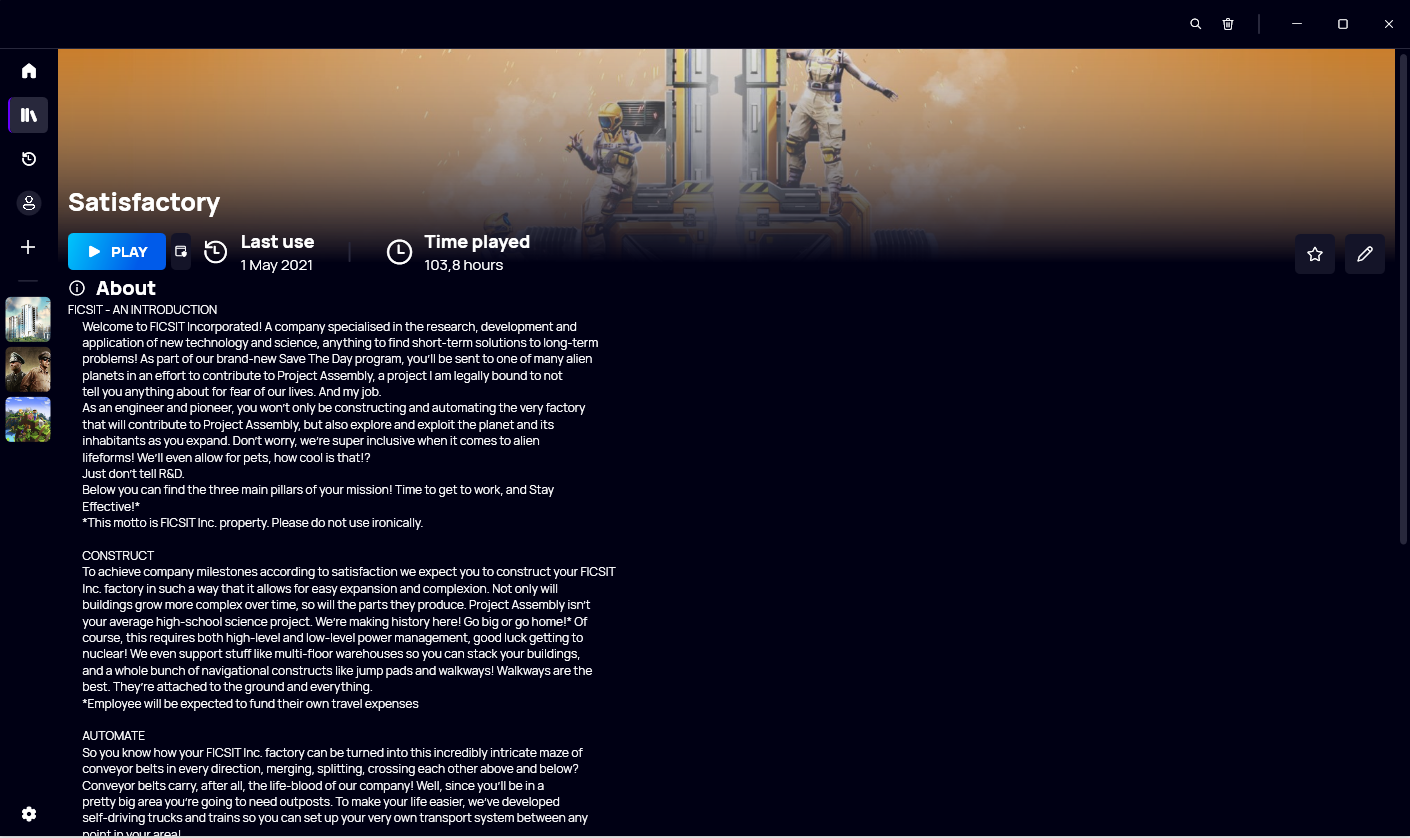 Satisfactory
PLAY
Last use
1 May 2021
Time played
103,8 hours
About
FICSIT - AN INTRODUCTION
Welcome to FICSIT Incorporated! A company specialised in the research, development and
application of new technology and science, anything to find short-term solutions to long-term
problems! As part of our brand-new Save The Day program, you'll be sent to one of many alien
planets in an effort to contribute to Project Assembly, a project I am legally bound to not
tell you anything about for fear of our lives. And my job.
As an engineer and pioneer, you won't only be constructing and automating the very factory
that will contribute to Project Assembly, but also explore and exploit the planet and its
inhabitants as you expand. Don't worry, we're super inclusive when it comes to alien
lifeforms! We'll even allow for pets, how cool is that!?
Just don't tell R&D.
Below you can find the three main pillars of your mission! Time to get to work, and Stay
Effective!*
*This motto is FICSIT Inc. property. Please do not use ironically.
CONSTRUCT
To achieve company milestones according to satisfaction we expect you to construct your FICSIT
Inc. factory in such a way that it allows for easy expansion and complexion. Not only will
buildings grow more complex over time, so will the parts they produce. Project Assembly isn't
your average high-school science project. We're making history here! Go big or go home!* Of
course, this requires both high-level and low-level power management, good luck getting to
nuclear! We even support stuff like multi-floor warehouses so you can stack your buildings,
and a whole bunch of navigational constructs like jump pads and walkways! Walkways are the
best. They're attached to the ground and everything.
*Employee will be expected to fund their own travel expenses
AUTOMATE
So you know how your FICSIT Inc. factory can be turned into this incredibly intricate maze of
conveyor belts in every direction, merging, splitting, crossing each other above and below?
Conveyor belts carry, after all, the life-blood of our company! Well, since you'll be in a
pretty big area you're going to need outposts. To make your life easier, we've developed
self-driving trucks and trains so you can set up your very own transport system between any
point in your area!